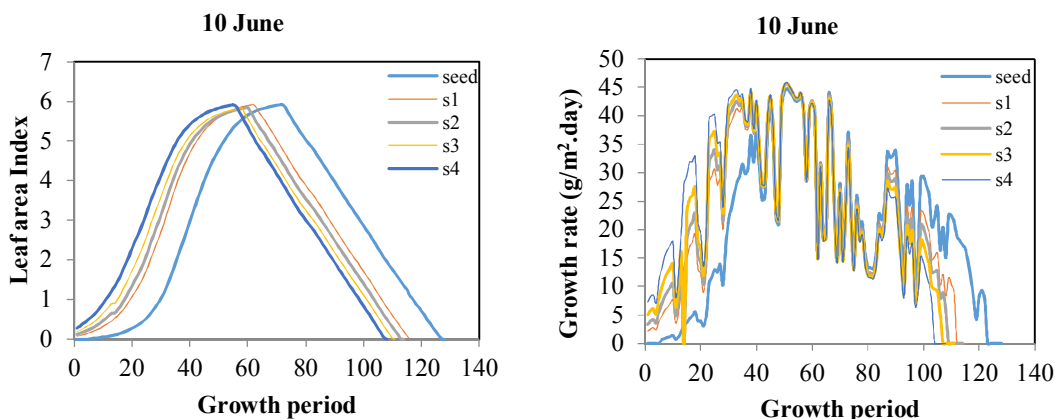 10 June
Leaf area Index
7
6
5
4
3
2
1
0
0 20 40 60 80 100 120 140
Growth period
seed
s1
s2
s3
s4
10 June
Growth rate (g/m².day)
50
45
40
35
30
25
20
15
10
5
0
0 20 40 60 80 100 120 140
Growth period
seed
s1
s2
s3
s4